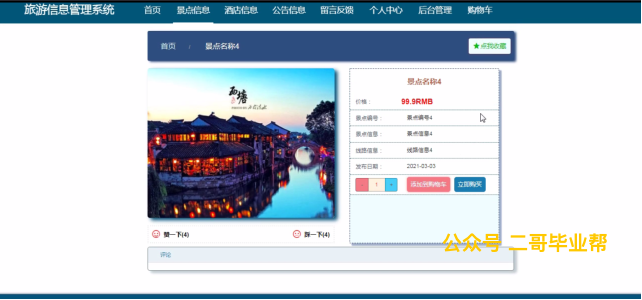 旅游信息管理系统 首页 景点信息 酒店信息 公告信息 留言反馈 个人中心 后台管理 购物车
首页 / 景点名称4 ★点我收藏
西塘
景点名称4
价格： 99.9RMB
景点编号： 景点编号4
景点信息： 景点信息4
线路信息： 线路信息4
发布日期： 2021-03-03
- 1 + 添加到购物车 立即购买
赞一下(4) 踩一下(4)
公众号 二哥毕业帮
评论